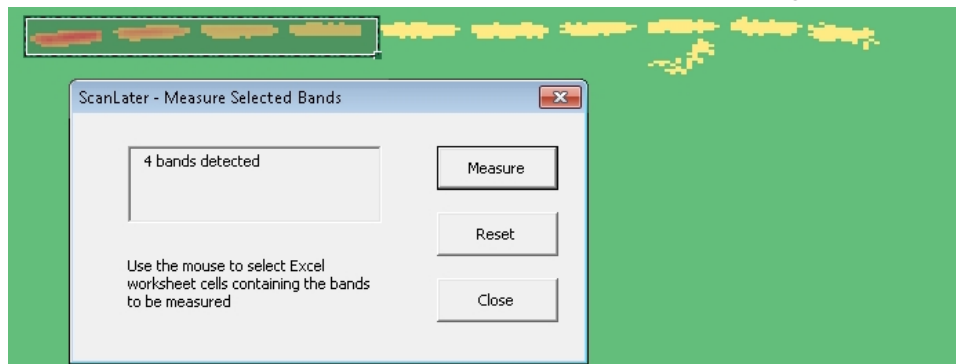 ScanLater - Measure Selected Bands
4 bands detected
Measure
Reset
Use the mouse to select Excel
worksheet cells containing the bands
to be measured
Close